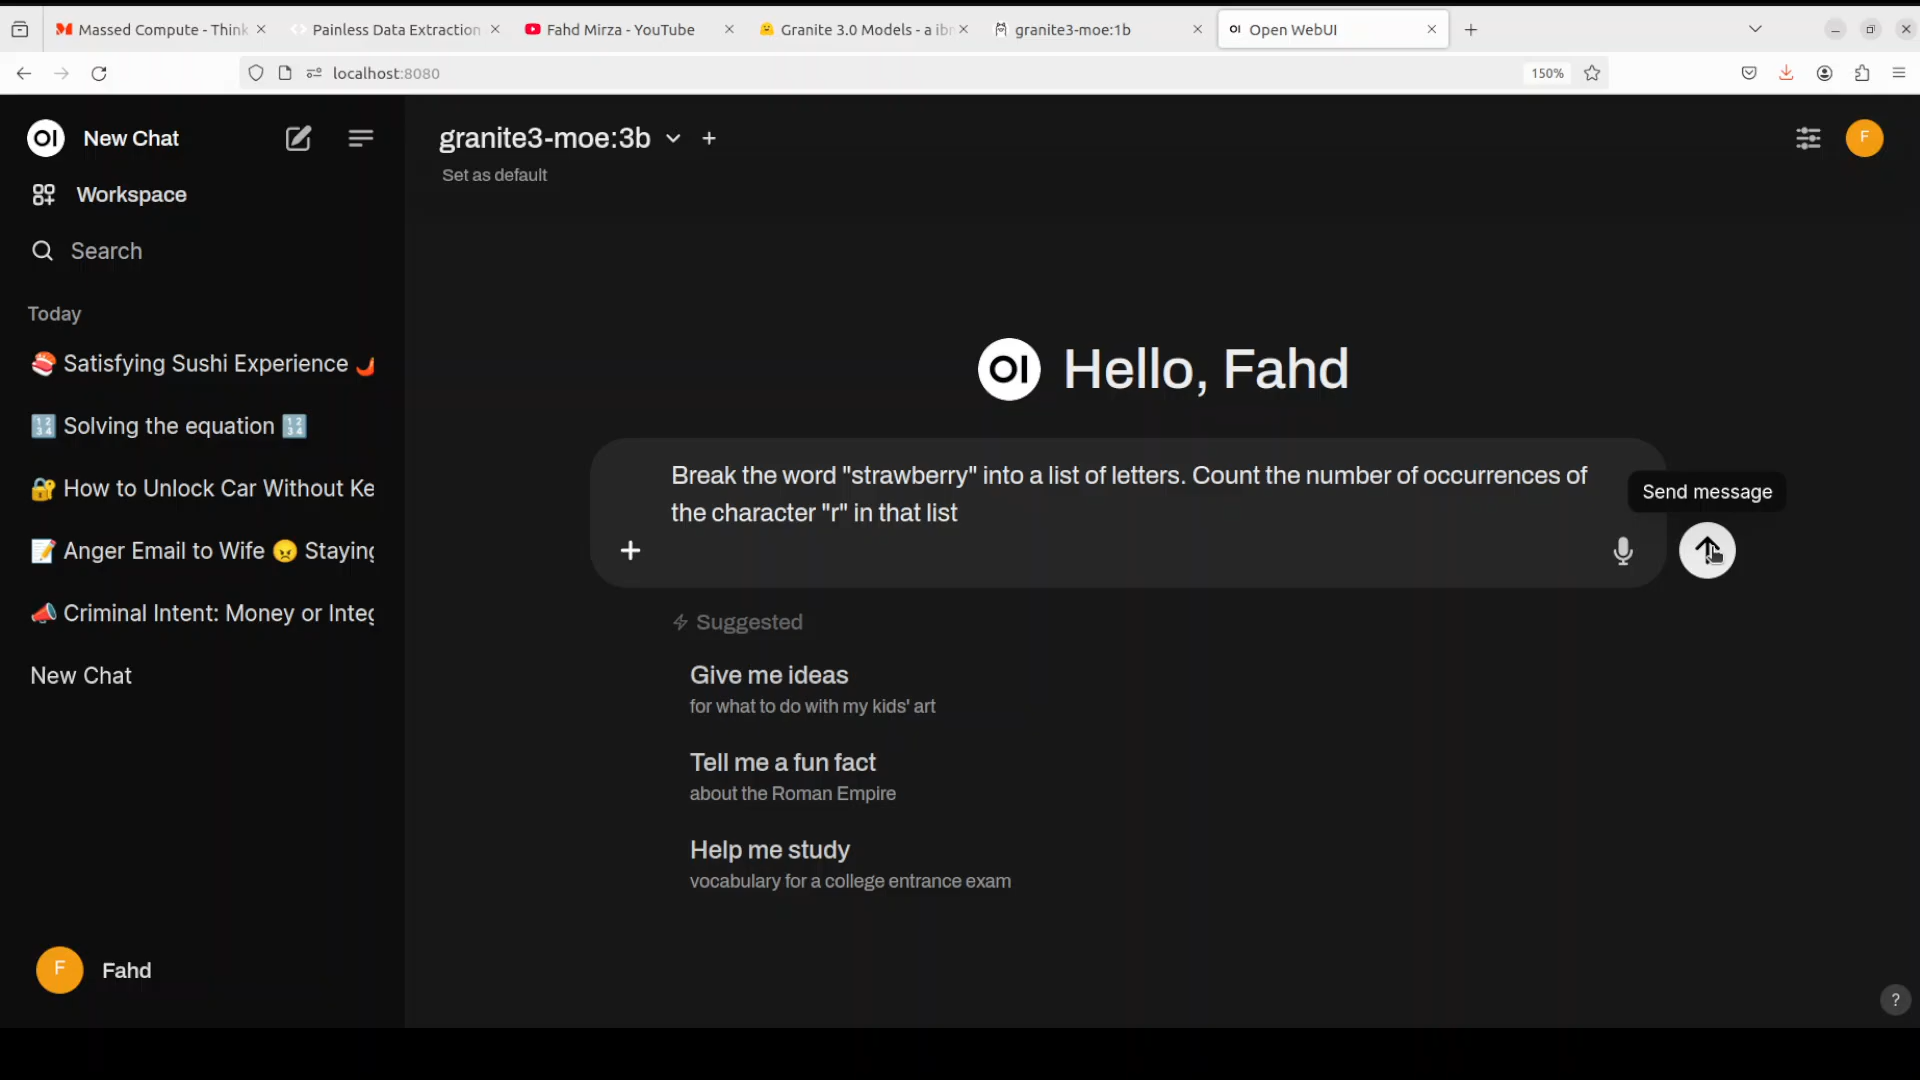 Massed Compute - Think
Painless Data Extraction
Fahd Mirza - YouTube
Granite 3.0 Models - a ib
granite3-moe:1b
OI Open WebUI
localhost:8080
150%
OI New Chat
Workspace
Search
Today
Satisfying Sushi Experience
Solving the equation
How to Unlock Car Without Ke
Anger Email to Wife 😠 Staying
Criminal Intent: Money or Integ
New Chat
F Fahd
granite3-moe:3b
Set as default
F
OI Hello, Fahd
Break the word "strawberry" into a list of letters. Count the number of occurrences of
the character "r" in that list
Send message
Suggested
Give me ideas
for what to do with my kids' art
Tell me a fun fact
about the Roman Empire
Help me study
vocabulary for a college entrance exam
?